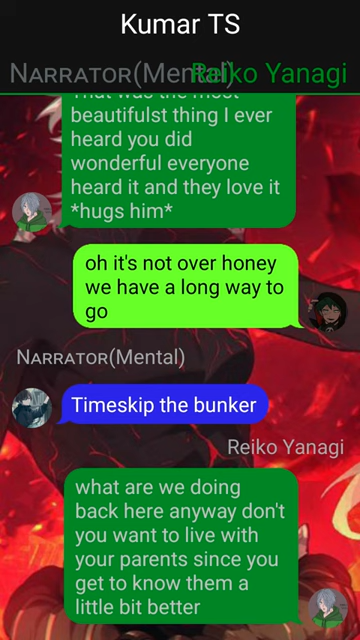 Kumar TS
Narrator(Mental)
Reiko Yanagi
That was the most
beautifulst thing I ever
heard you did
wonderful everyone
heard it and they love it
*hugs him*
oh it's not over honey
we have a long way to
go
Narrator(Mental)
Timeskip the bunker
Reiko Yanagi
what are we doing
back here anyway don't
you want to live with
your parents since you
get to know them a
little bit better